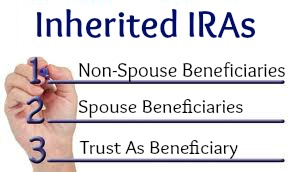 Inherited IRAs
1. Non-Spouse Beneficiaries
2 Spouse Beneficiaries
3 Trust As Beneficiary